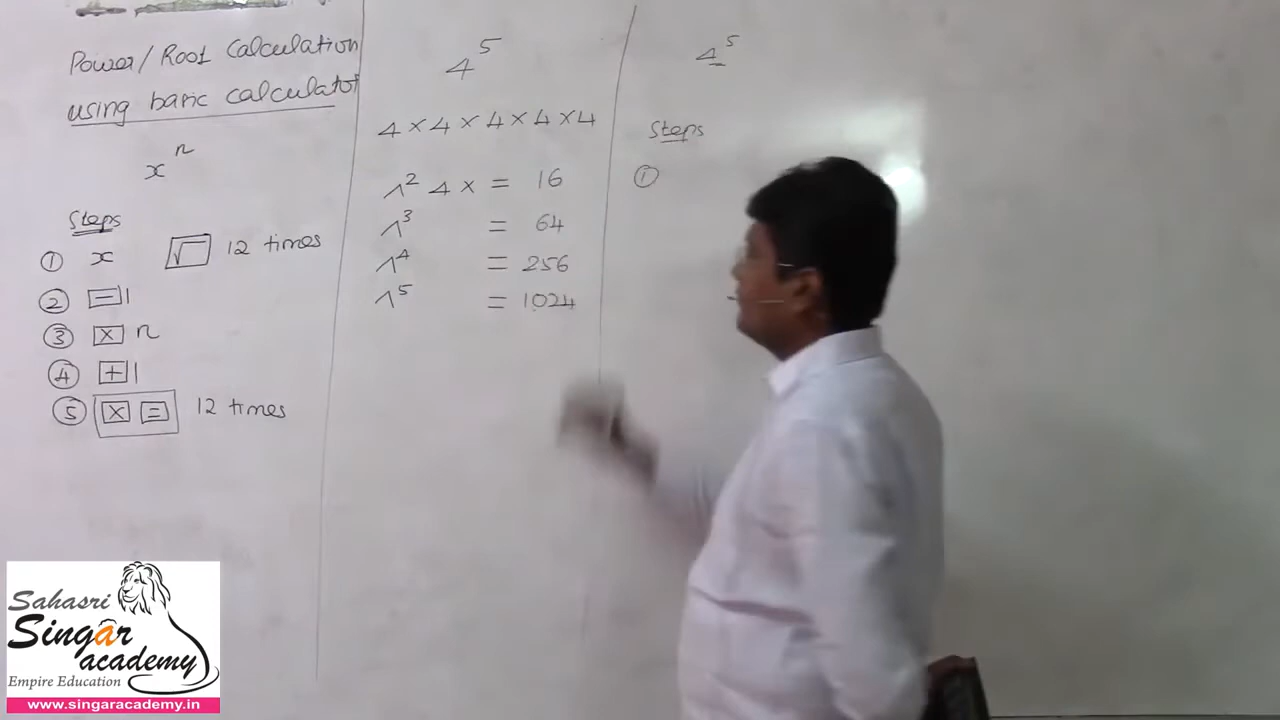 Power/Root Calculation
using basic calculator
xⁿ
Steps
① x √ 12 times
② − 1
③ × n
④ + 1
⑤ × = 12 times
4⁵
4 × 4 × 4 × 4 × 4
^2 4 × = 16
^3 = 64
^4 = 256
^5 = 1024
4⁵
Steps
①
Sahasri
Singâr
academy
Empire Education
www.singaracademy.in